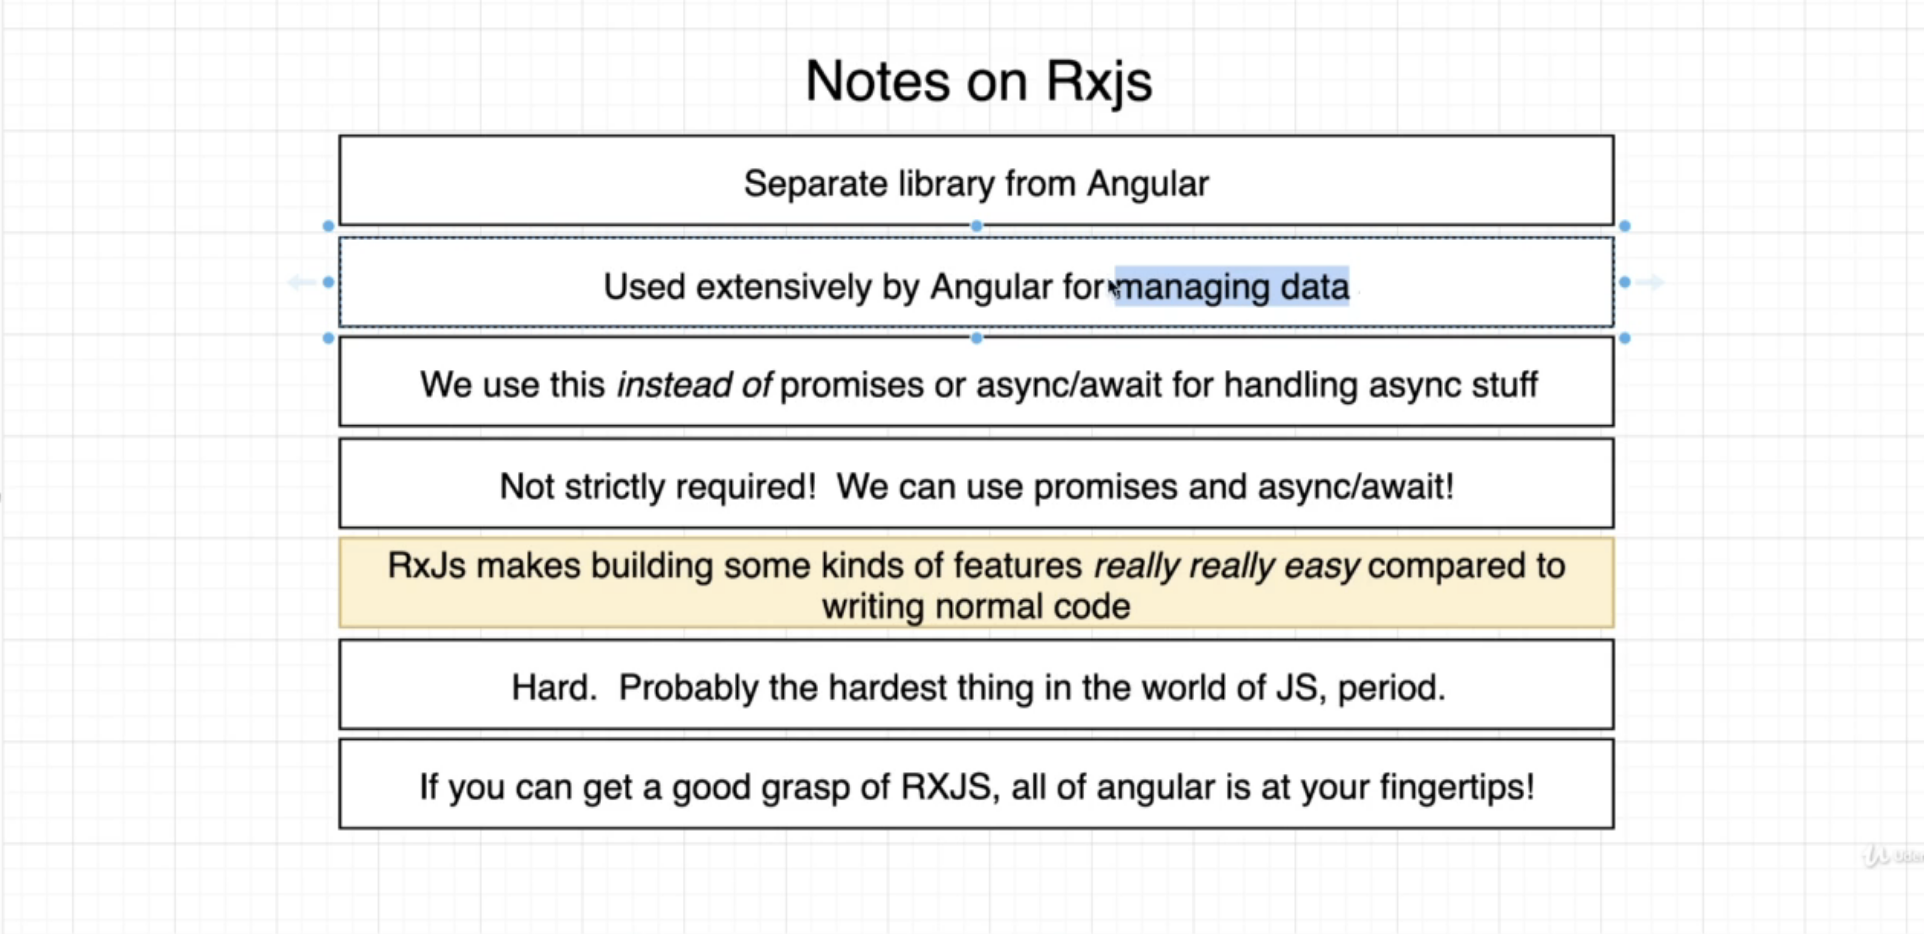 Notes on Rxjs
Separate library from Angular
Used extensively by Angular for managing data
We use this instead of promises or async/await for handling async stuff
Not strictly required!  We can use promises and async/await!
RxJs makes building some kinds of features really really easy compared to
writing normal code
Hard.  Probably the hardest thing in the world of JS, period.
If you can get a good grasp of RXJS, all of angular is at your fingertips!